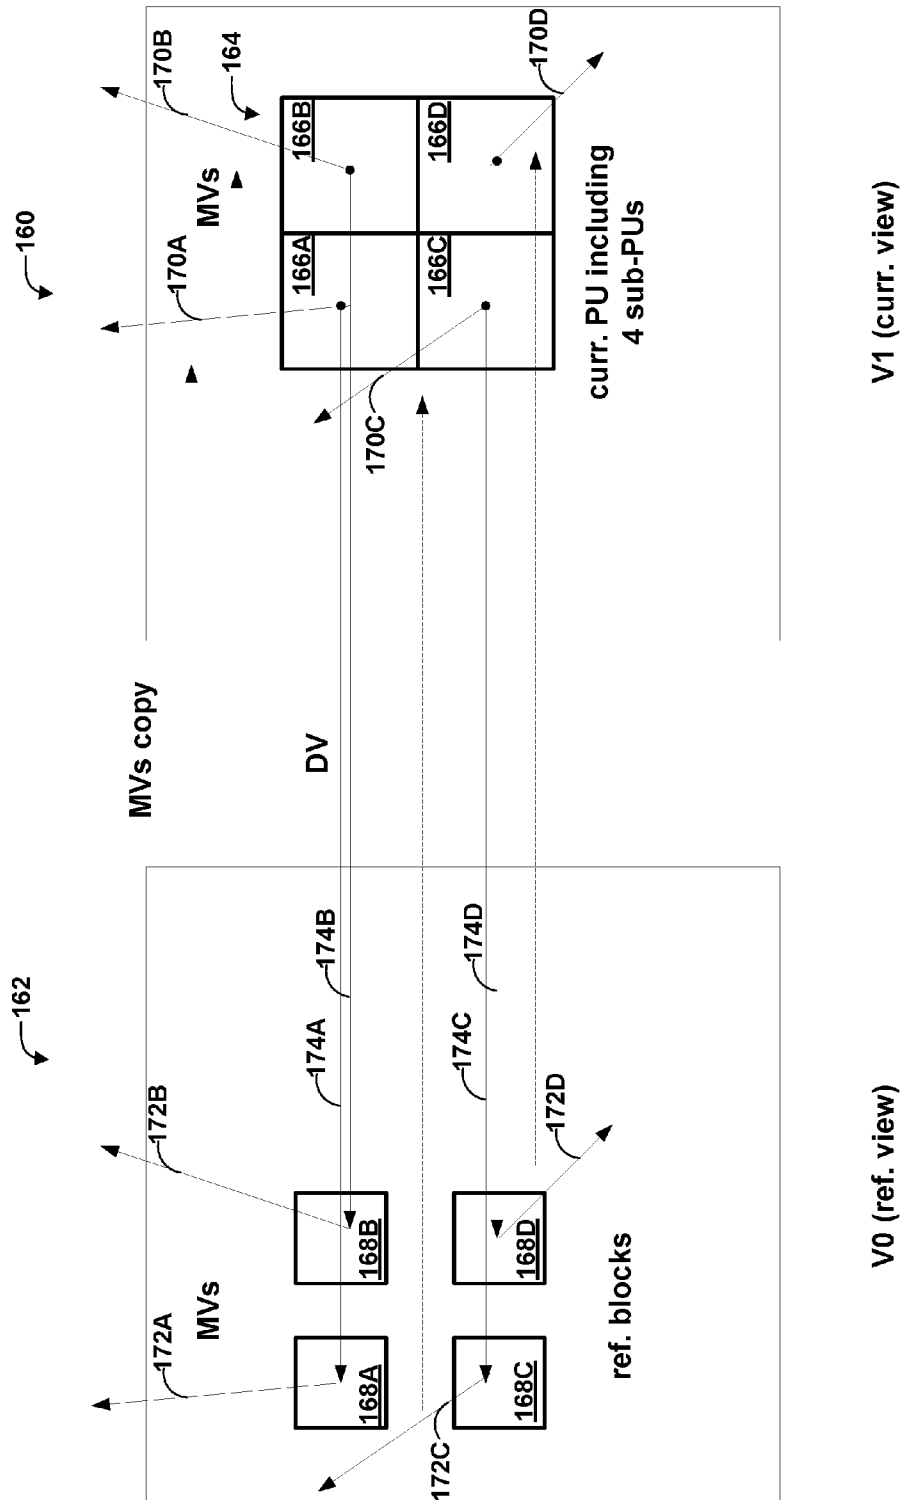 162
160
172A
172B
MVs copy
170A
170B
MVs
MVs
164
174A
174B
DV
166A
166B
168A
168B
170C
172C
174C
174D
166C
166D
168C
168D
172D
170D
ref. blocks
curr. PU including
4 sub-PUs
V0 (ref. view)
V1 (curr. view)